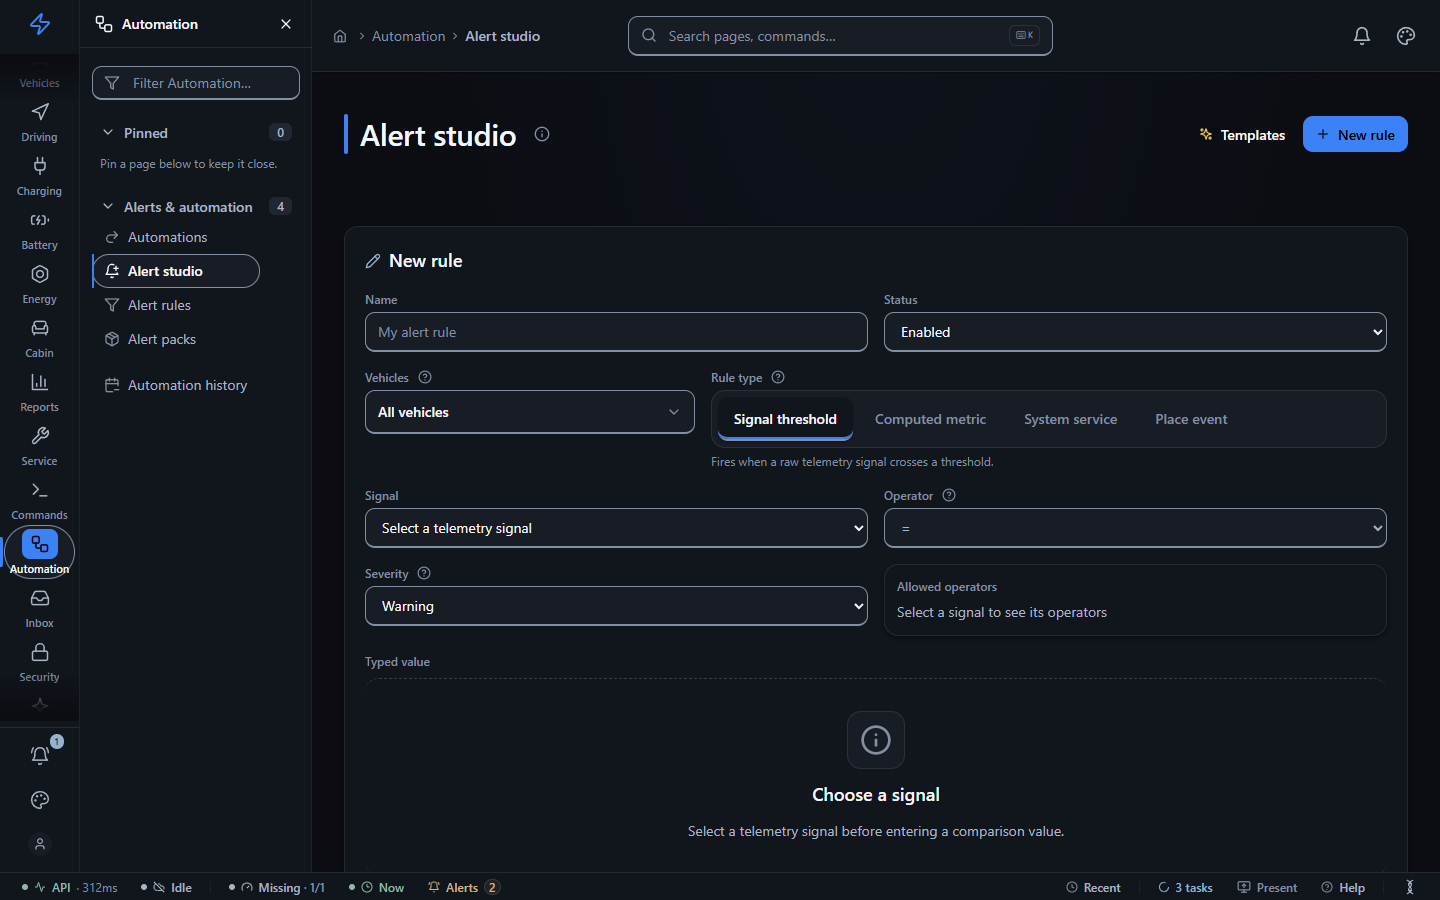 Automation
Automation
Alert studio
Search pages, commands...
K
Vehicles
Driving
Charging
Battery
Energy
Cabin
Reports
Service
Commands
Automation
Inbox
Security
1
Filter Automation...
Pinned
0
Pin a page below to keep it close.
Alerts & automation
4
Automations
Alert studio
Alert rules
Alert packs
Automation history
Alert studio
Templates
New rule
New rule
Name
Status
My alert rule
Enabled
Vehicles
Rule type
All vehicles
Signal threshold
Computed metric
System service
Place event
Fires when a raw telemetry signal crosses a threshold.
Signal
Operator
Select a telemetry signal
=
Severity
Warning
Allowed operators
Select a signal to see its operators
Typed value
Choose a signal
Select a telemetry signal before entering a comparison value.
API · 312ms
Idle
Missing · 1/1
Now
Alerts 2
Recent
3 tasks
Present
Help